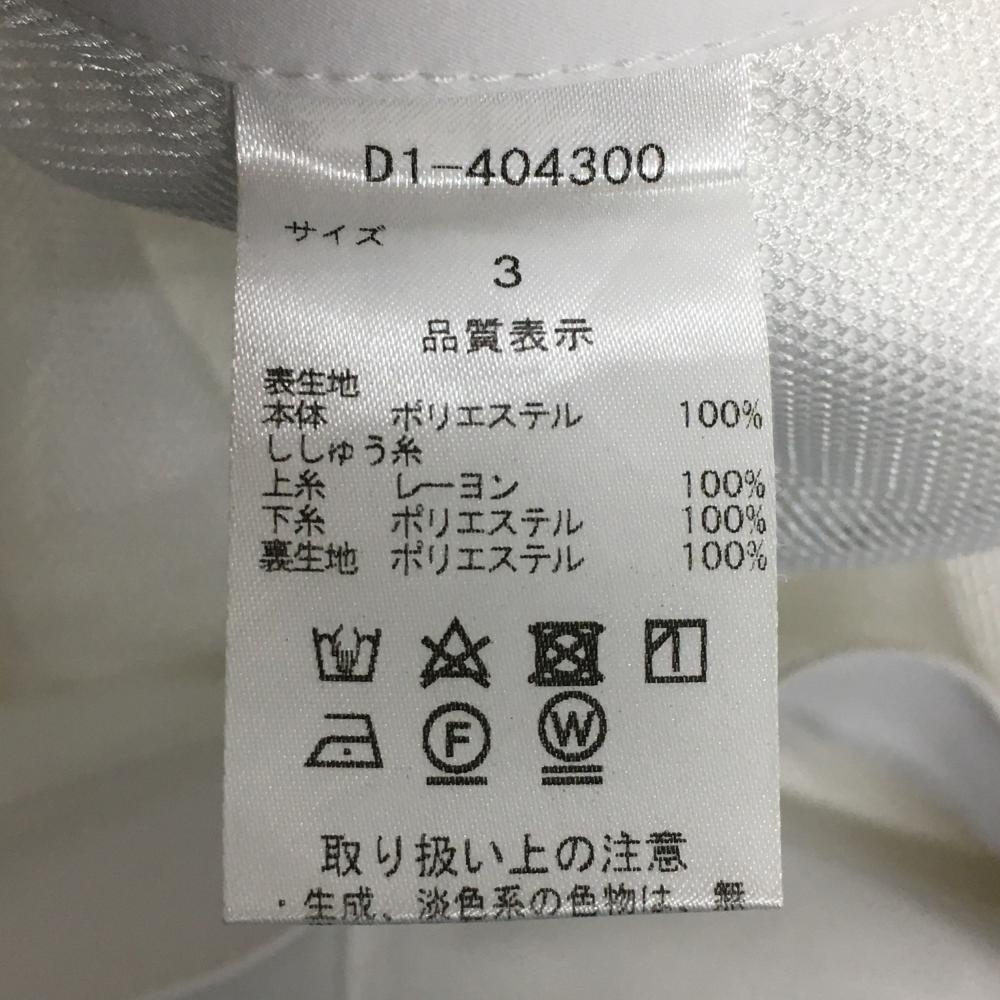 D1-404300
サイズ
3
品質表示
表生地
本体 ポリエステル 100%
ししゅう糸
上糸 レーヨン 100%
下糸 ポリエステル 100%
裏生地 ポリエステル 100%
F W
取り扱い上の注意
・生成、淡色系の色物は、無